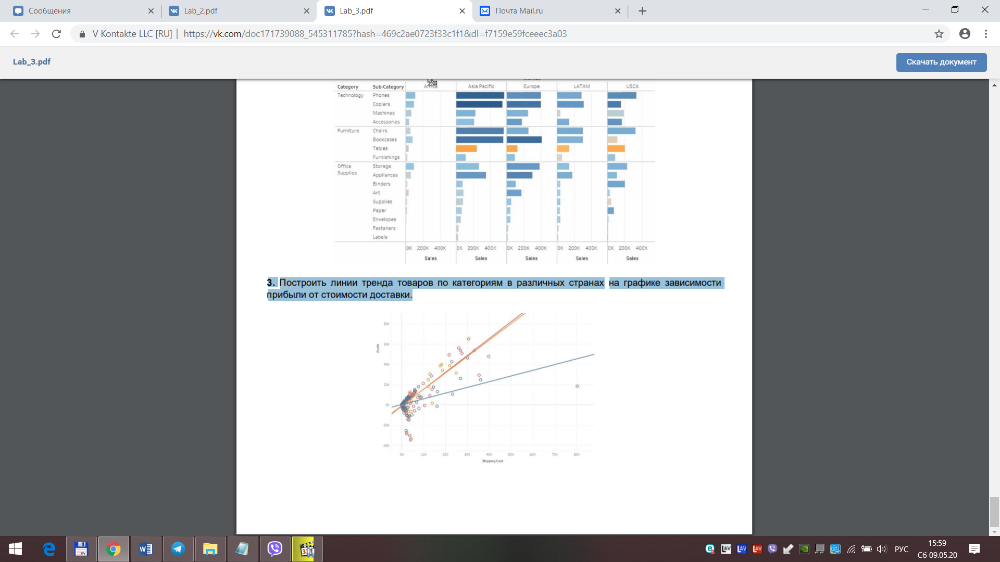 Сообщения
Lab_2.pdf
Lab_3.pdf
Почта Mail.ru
V Kontakte LLC [RU] | https://vk.com/doc171739088_545311785?hash=469c2ae0723f33c1f1&dl=f7159e59fceeec3a03
Lab_3.pdf
Скачать документ
Category Sub-Category Africa Asia Pacific Europe LATAM USCA
Technology Phones
Copiers
Machines
Accessories
Furniture Chairs
Bookcases
Tables
Furnishings
Office Supplies Storage
Appliances
Binders
Art
Supplies
Paper
Envelopes
Fasteners
Labels
0K 200K 400K 0K 200K 400K 0K 200K 400K 0K 200K 400K 0K 200K 400K
Sales Sales Sales Sales Sales
3. Построить линии тренда товаров по категориям в различных странах на графике зависимости
прибыли от стоимости доставки.
80K
60K
Profit
40K
20K
0K
-20K
-40K
0K 10K 20K 30K 40K 50K 60K 70K 80K
Shipping Cost
РУС
15:59
Сб 09.05.20